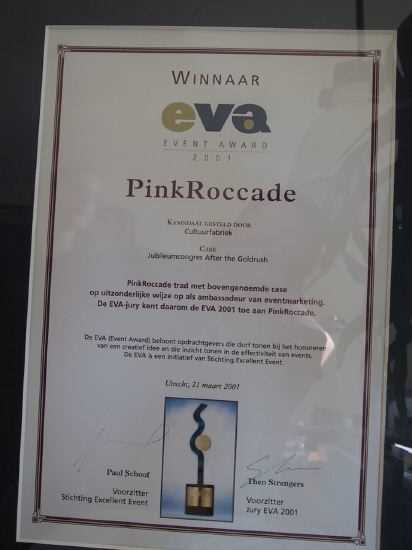 WINNAAR
eva
EVENT AWARD
2001
PinkRoccade
KANDIDAAT GESTELD DOOR
Cultuurfabriek
CASE
Jubileumcongres After the Goldrush
PinkRoccade trad met bovengenoemde case
op uitzonderlijke wijze op als ambassadeur van eventmarketing.
De EVA-jury kent daarom de EVA 2001 toe aan PinkRoccade.
De EVA (Event Award) beloont opdrachtgevers die durf tonen bij het honoreren
van een creatief idee en die inzicht tonen in de effectiviteit van events.
De EVA is een initiatief van Stichting Excellent Event.
Utrecht, 21 maart 2001
Paul Schoof
Voorzitter
Stichting Excellent Event
Theo Strengers
Voorzitter
Jury EVA 2001